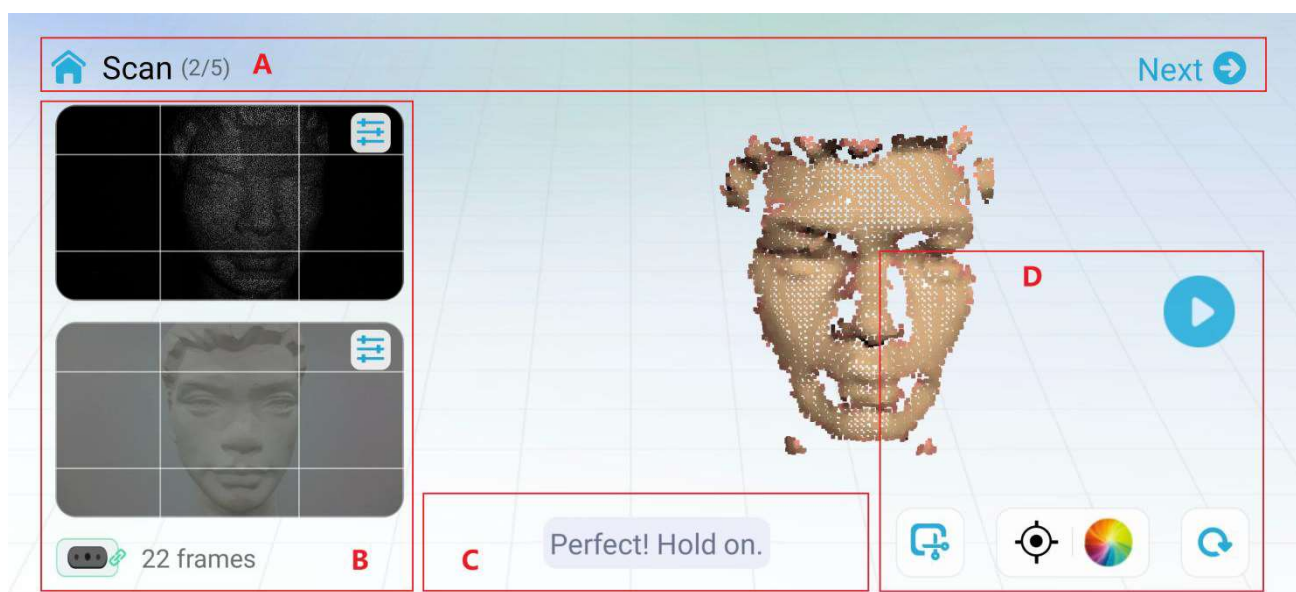 Scan (2/5) A
Next
D
Perfect! Hold on.
22 frames B
C